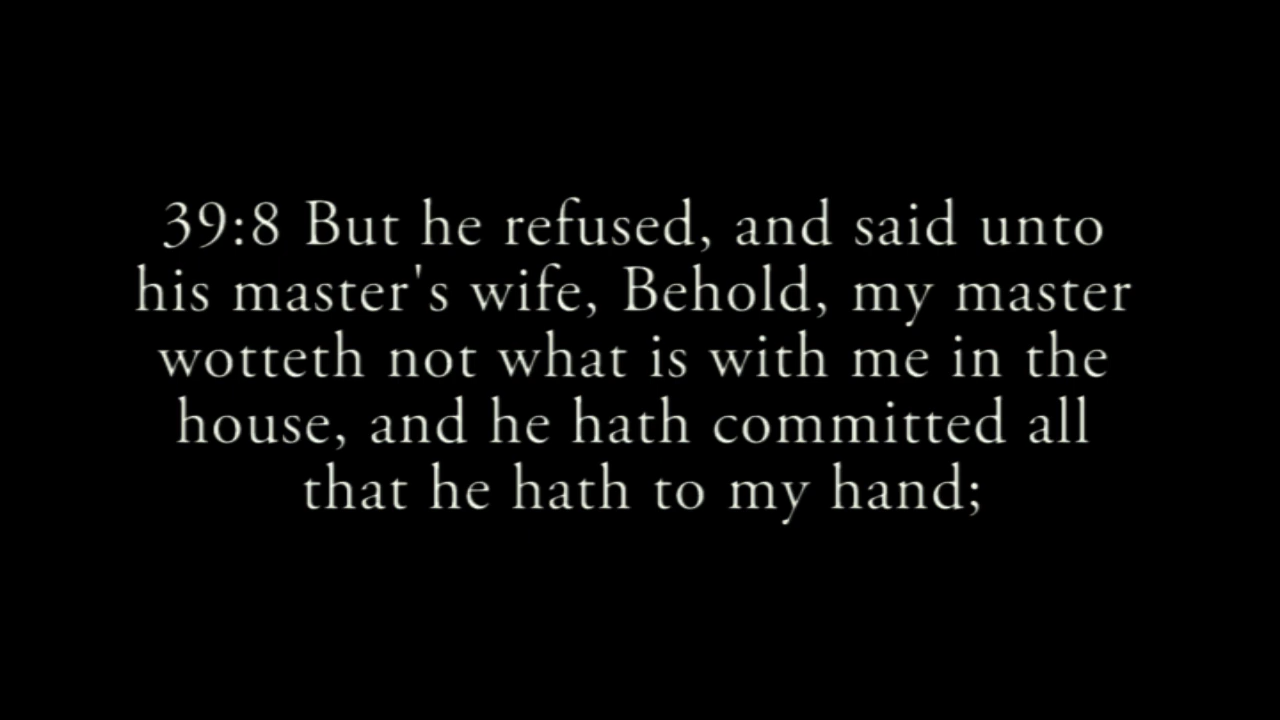 39:8 But he refused, and said unto
his master's wife, Behold, my master
wotteth not what is with me in the
house, and he hath committed all
that he hath to my hand;